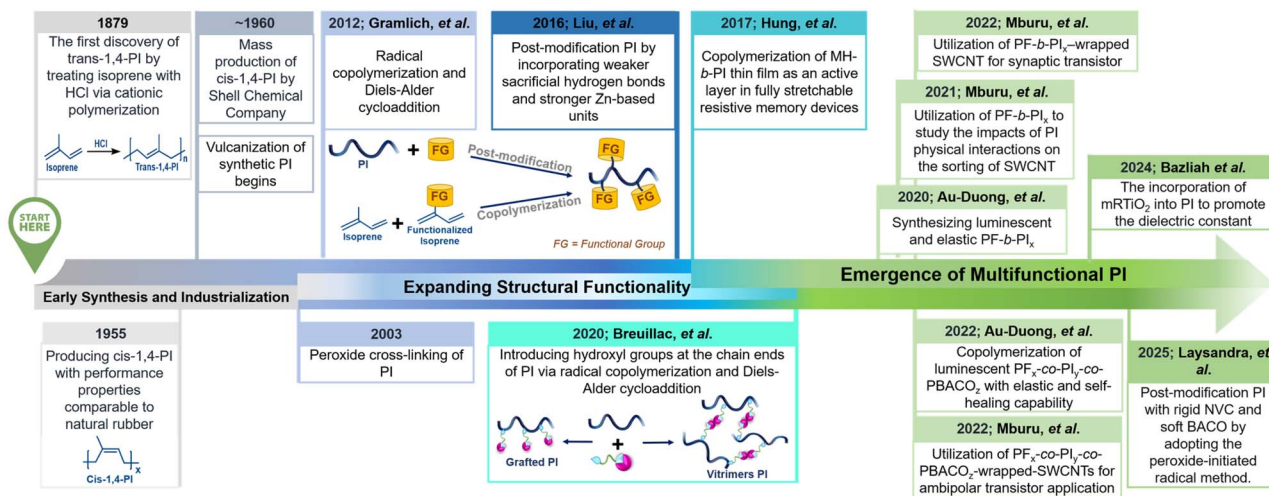 1879
The first discovery of
trans-1,4-PI by
treating isoprene with
HCl via cationic
polymerization
HCl
Isoprene
Trans-1,4-PI
n
~1960
Mass
production of
cis-1,4-PI by
Shell Chemical
Company
Vulcanization of
synthetic PI
begins
2012; Gramlich, et al.
Radical
copolymerization and
Diels-Alder
cycloaddition
2016; Liu, et al.
Post-modification PI by
incorporating weaker
sacrificial hydrogen bonds
and stronger Zn-based
units
PI
+
FG
Post-modification
FG
FG
FG
FG
Isoprene
+
Functionalized
Isoprene
Copolymerization
FG = Functional Group
2017; Hung, et al.
Copolymerization of MH-
b-PI thin film as an active
layer in fully stretchable
resistive memory devices
2022; Mburu, et al.
Utilization of PF-b-PIₓ–wrapped
SWCNT for synaptic transistor
2021; Mburu, et al.
Utilization of PF-b-PIₓ to
study the impacts of PI
physical interactions on
the sorting of SWCNT
2020; Au-Duong, et al.
Synthesizing luminescent
and elastic PF-b-PIₓ
2024; Bazliah et al.
The incorporation of
mRTiO₂ into PI to promote
the dielectric constant
START
HERE
Early Synthesis and Industrialization
Expanding Structural Functionality
Emergence of Multifunctional PI
1955
Producing cis-1,4-PI
with performance
properties
comparable to
natural rubber
x
Cis-1,4-PI
2003
Peroxide cross-linking of
PI
2020; Breuillac, et al.
Introducing hydroxyl groups at the chain ends
of PI via radical copolymerization and Diels-
Alder cycloaddition
Grafted PI
+
Vitrimers PI
2022; Au-Duong, et al.
Copolymerization of
luminescent PFₓ-co-PIᵧ-co-
PBACO_z with elastic and self-
healing capability
2022; Mburu, et al.
Utilization of PFₓ-co-PIᵧ-co-
PBACO_z-wrapped-SWCNTs for
ambipolar transistor application
2025; Laysandra, et
al.
Post-modification PI
with rigid NVC and
soft BACO by
adopting the
peroxide-initiated
radical method.